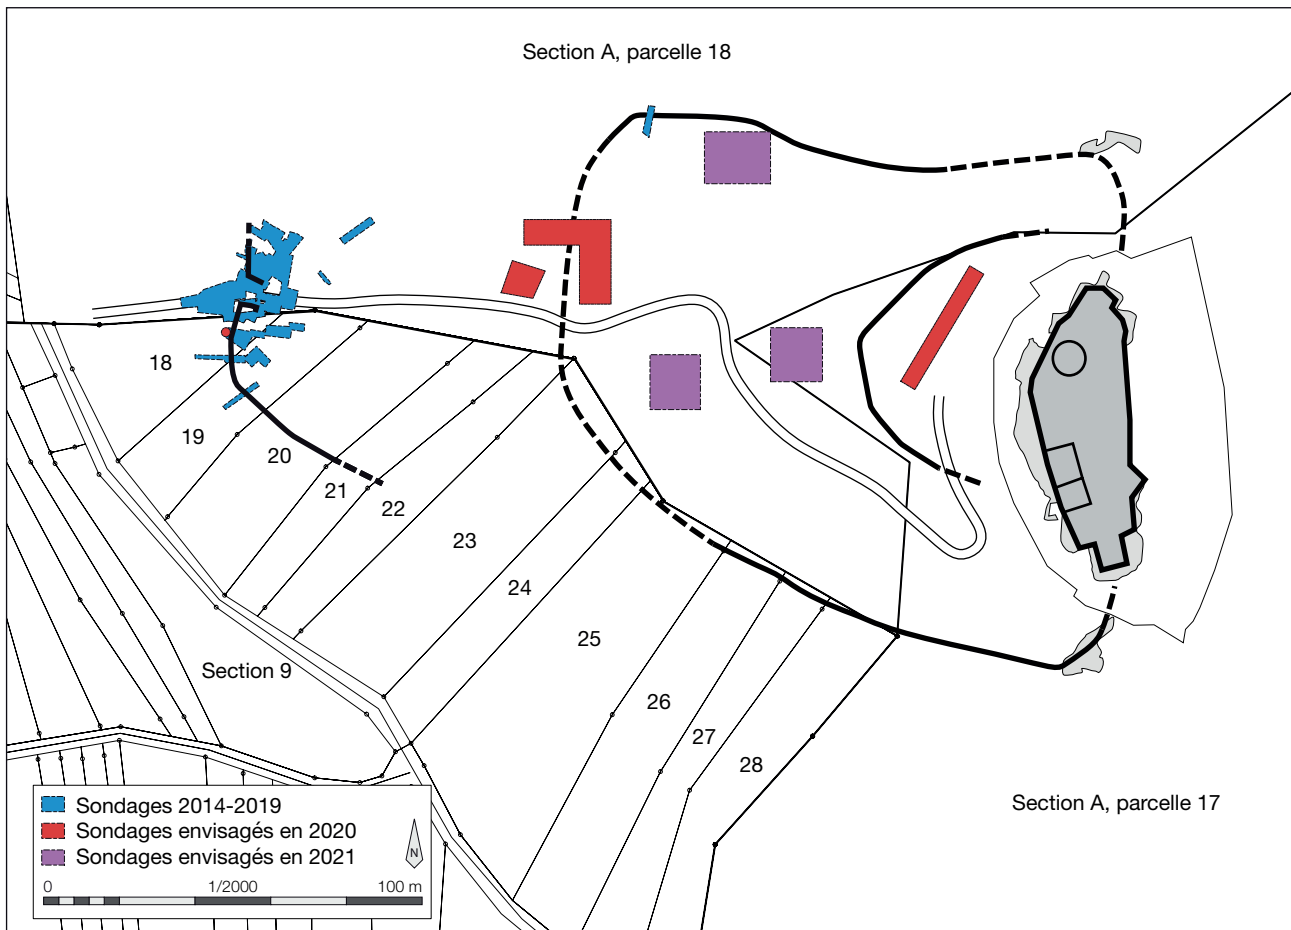 Section A, parcelle 18
18
19
20
21
22
23
24
25
26
27
28
Section 9
Section A, parcelle 17
Sondages 2014-2019
Sondages envisagés en 2020
Sondages envisagés en 2021
N
0 1/2000 100 m